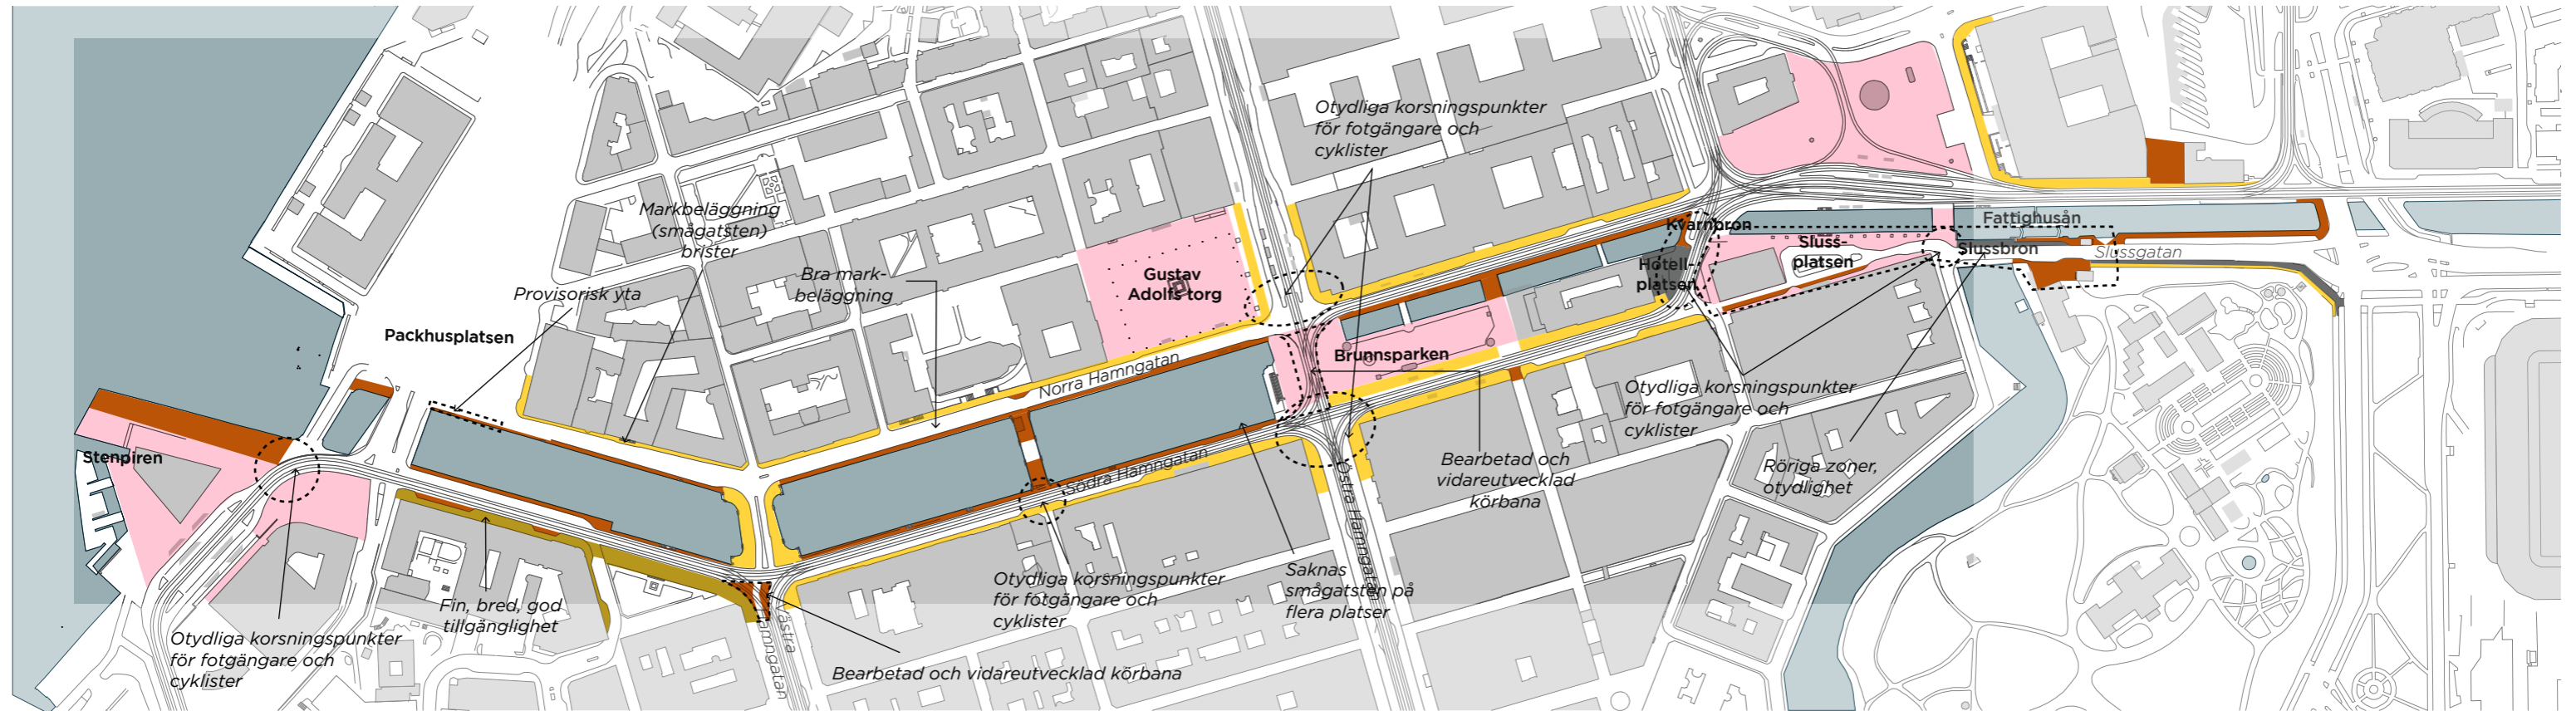 Otydliga korsningspunkter
för fotgängare och
cyklister
Markbeläggning
(smågatsten)
brister
Bra mark-
beläggning
Provisorisk yta
Packhusplatsen
Gustav
Adolfs torg
Norra Hamngatan
Brunnsparken
Kvarnbron
Hotell-
platsen
Sluss-
platsen
Fattighusån
Slussbron
Slussgatan
Otydliga korsningspunkter
för fotgängare och
cyklister
Röriga zoner,
otydlighet
Bearbetad och
vidareutvecklad
körbana
Stenpiren
Södra Hamngatan
Östra Hamngatan
Fin, bred, god
tillgänglighet
Otydliga korsningspunkter
för fotgängare och
cyklister
Saknas
smågatsten på
flera platser
Otydliga korsningspunkter
för fotgängare och
cyklister
Bearbetad och vidareutvecklad körbana
Västra
Hamngatan